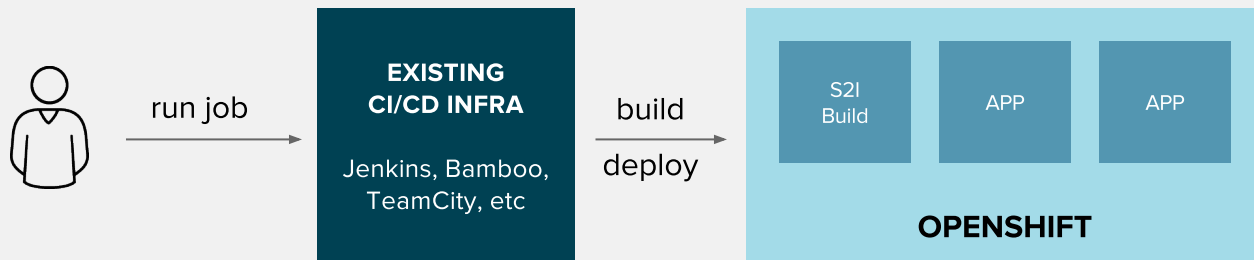 run job
EXISTING
CI/CD INFRA
Jenkins, Bamboo,
TeamCity, etc
build
deploy
S2I
Build
APP
APP
OPENSHIFT